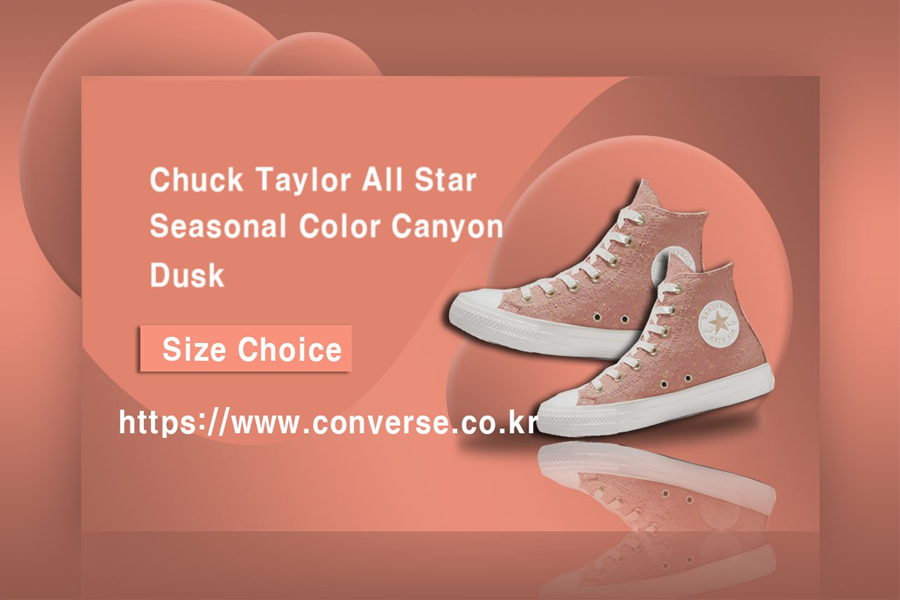 Chuck Taylor All Star
Seasonal Color Canyon
Dusk
Size Choice
https://www.converse.co.kr